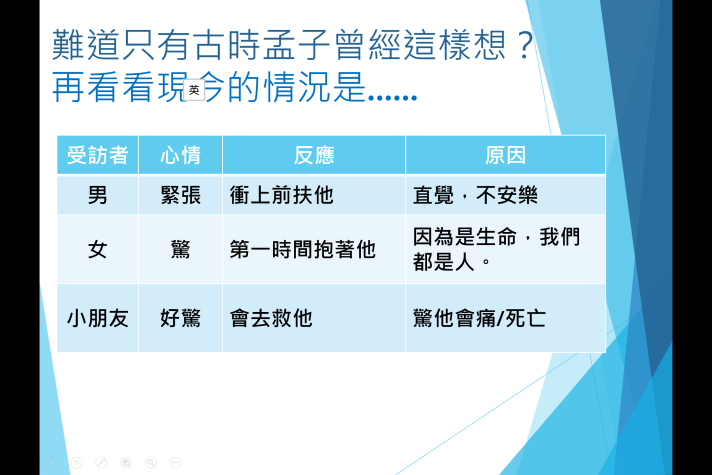 難道只有古時孟子曾經這樣想？
再看看現今的情況是......
英
受訪者 心情 反應 原因
男 緊張 衝上前扶他 直覺，不安樂
女 驚 第一時間抱著他 因為是生命，我們
都是人。
小朋友 好驚 會去救他 驚他會痛/死亡